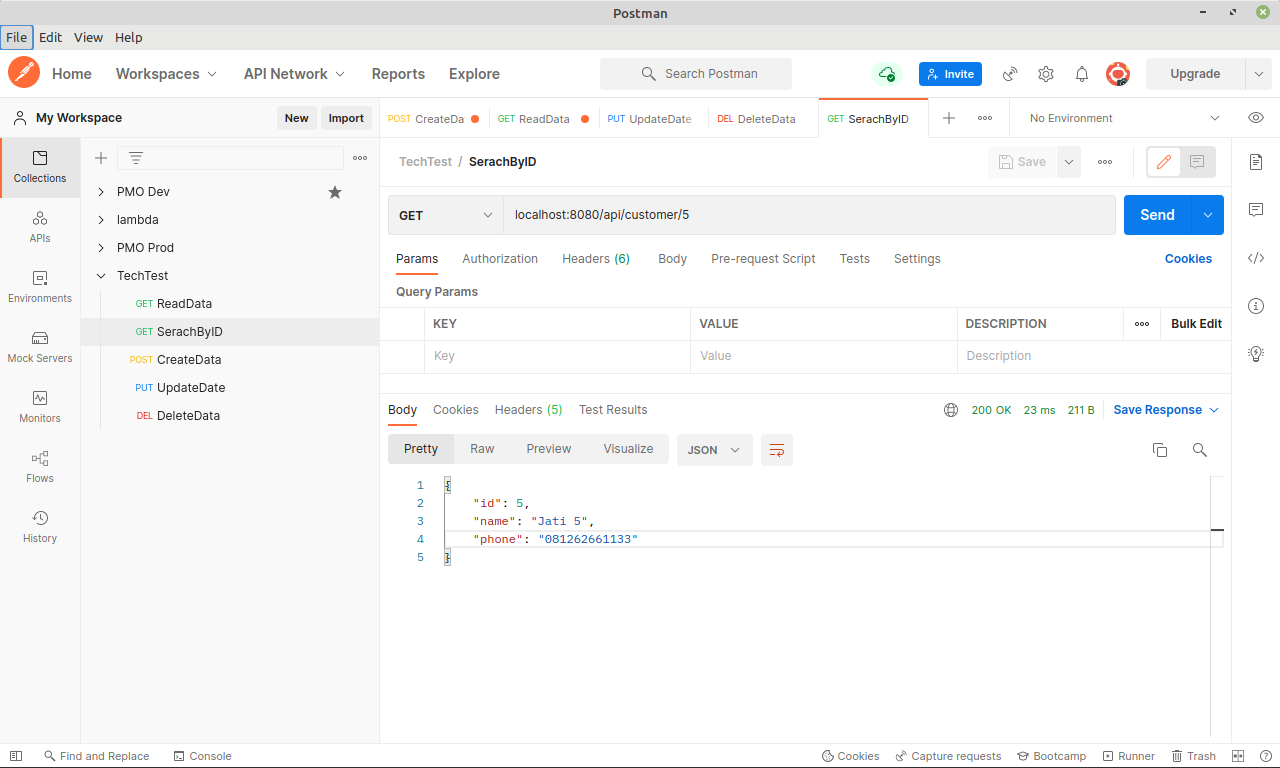 Postman
File Edit View Help
Home Workspaces API Network Reports Explore Search Postman Invite Upgrade
My Workspace New Import
POST CreateDa GET ReadData PUT UpdateDate DEL DeleteData GET SerachByID No Environment
Collections
APIs
Environments
Mock Servers
Monitors
Flows
History
PMO Dev
lambda
PMO Prod
TechTest
GET ReadData
GET SerachByID
POST CreateData
PUT UpdateDate
DEL DeleteData
TechTest / SerachByID Save
GET localhost:8080/api/customer/5 Send
Params Authorization Headers (6) Body Pre-request Script Tests Settings Cookies
Query Params
KEY VALUE DESCRIPTION Bulk Edit
Key Value Description
Body Cookies Headers (5) Test Results 200 OK 23 ms 211 B Save Response
Pretty Raw Preview Visualize JSON
1 {
2 "id": 5,
3 "name": "Jati 5",
4 "phone": "081262661133"
5 }
Find and Replace Console Cookies Capture requests Bootcamp Runner Trash